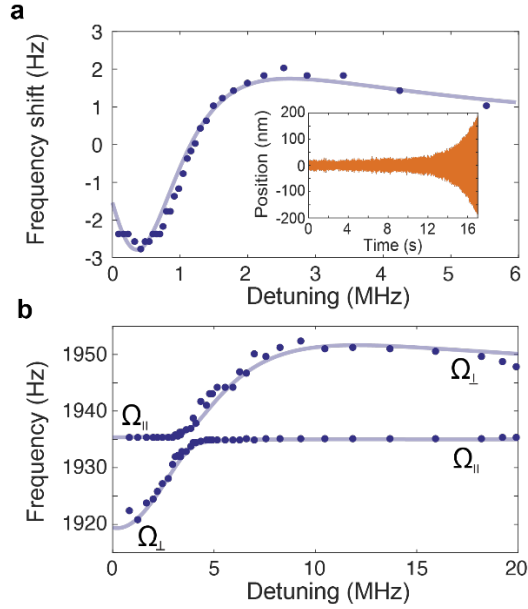 a
Frequency shift (Hz)
3
2
1
0
-1
-2
-3
0
1
2
3
4
5
6
Detuning (MHz)
Position (nm)
200
100
0
-100
-200
0
4
8
12
16
Time (s)
b
Frequency (Hz)
1950
1940
1930
1920
0
5
10
15
20
Detuning (MHz)
Ω||
Ω⊥
Ω⊥
Ω||